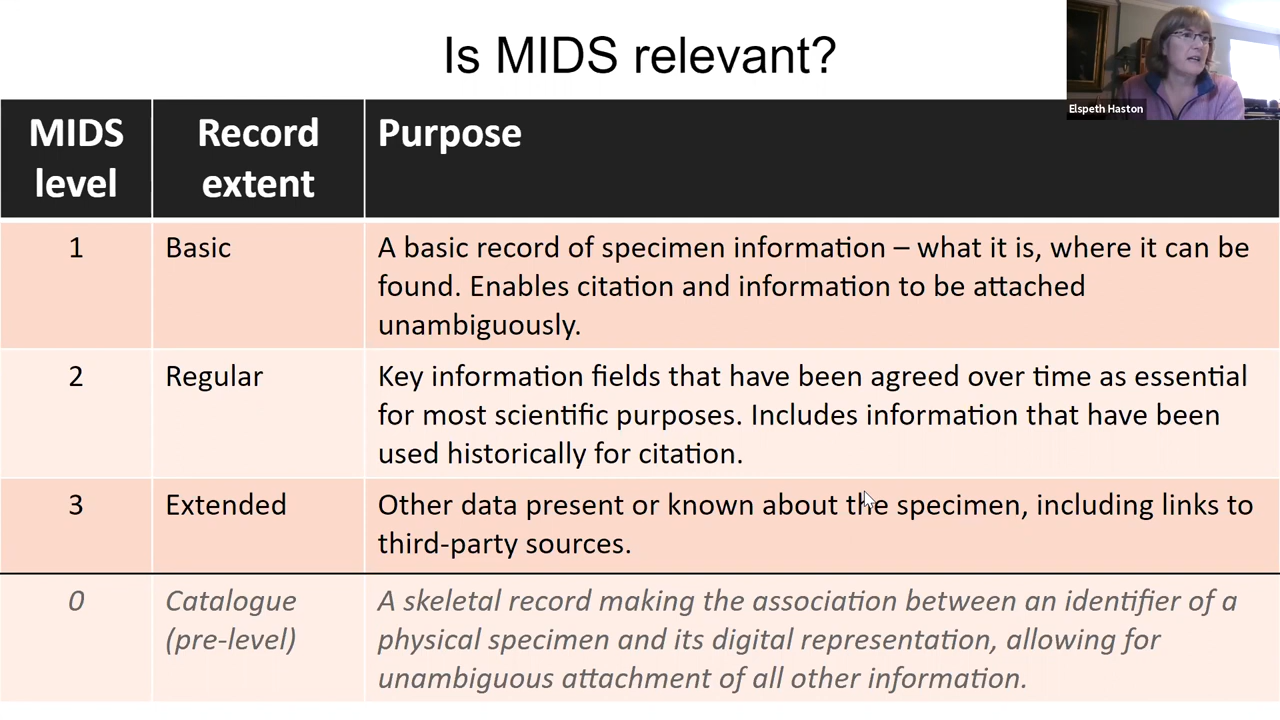 Is MIDS relevant?
Elspeth Haston
MIDS level
Record extent
Purpose
1
Basic
A basic record of specimen information – what it is, where it can be
found. Enables citation and information to be attached
unambiguously.
2
Regular
Key information fields that have been agreed over time as essential
for most scientific purposes. Includes information that have been
used historically for citation.
3
Extended
Other data present or known about the specimen, including links to
third-party sources.
0
Catalogue
(pre-level)
A skeletal record making the association between an identifier of a
physical specimen and its digital representation, allowing for
unambiguous attachment of all other information.